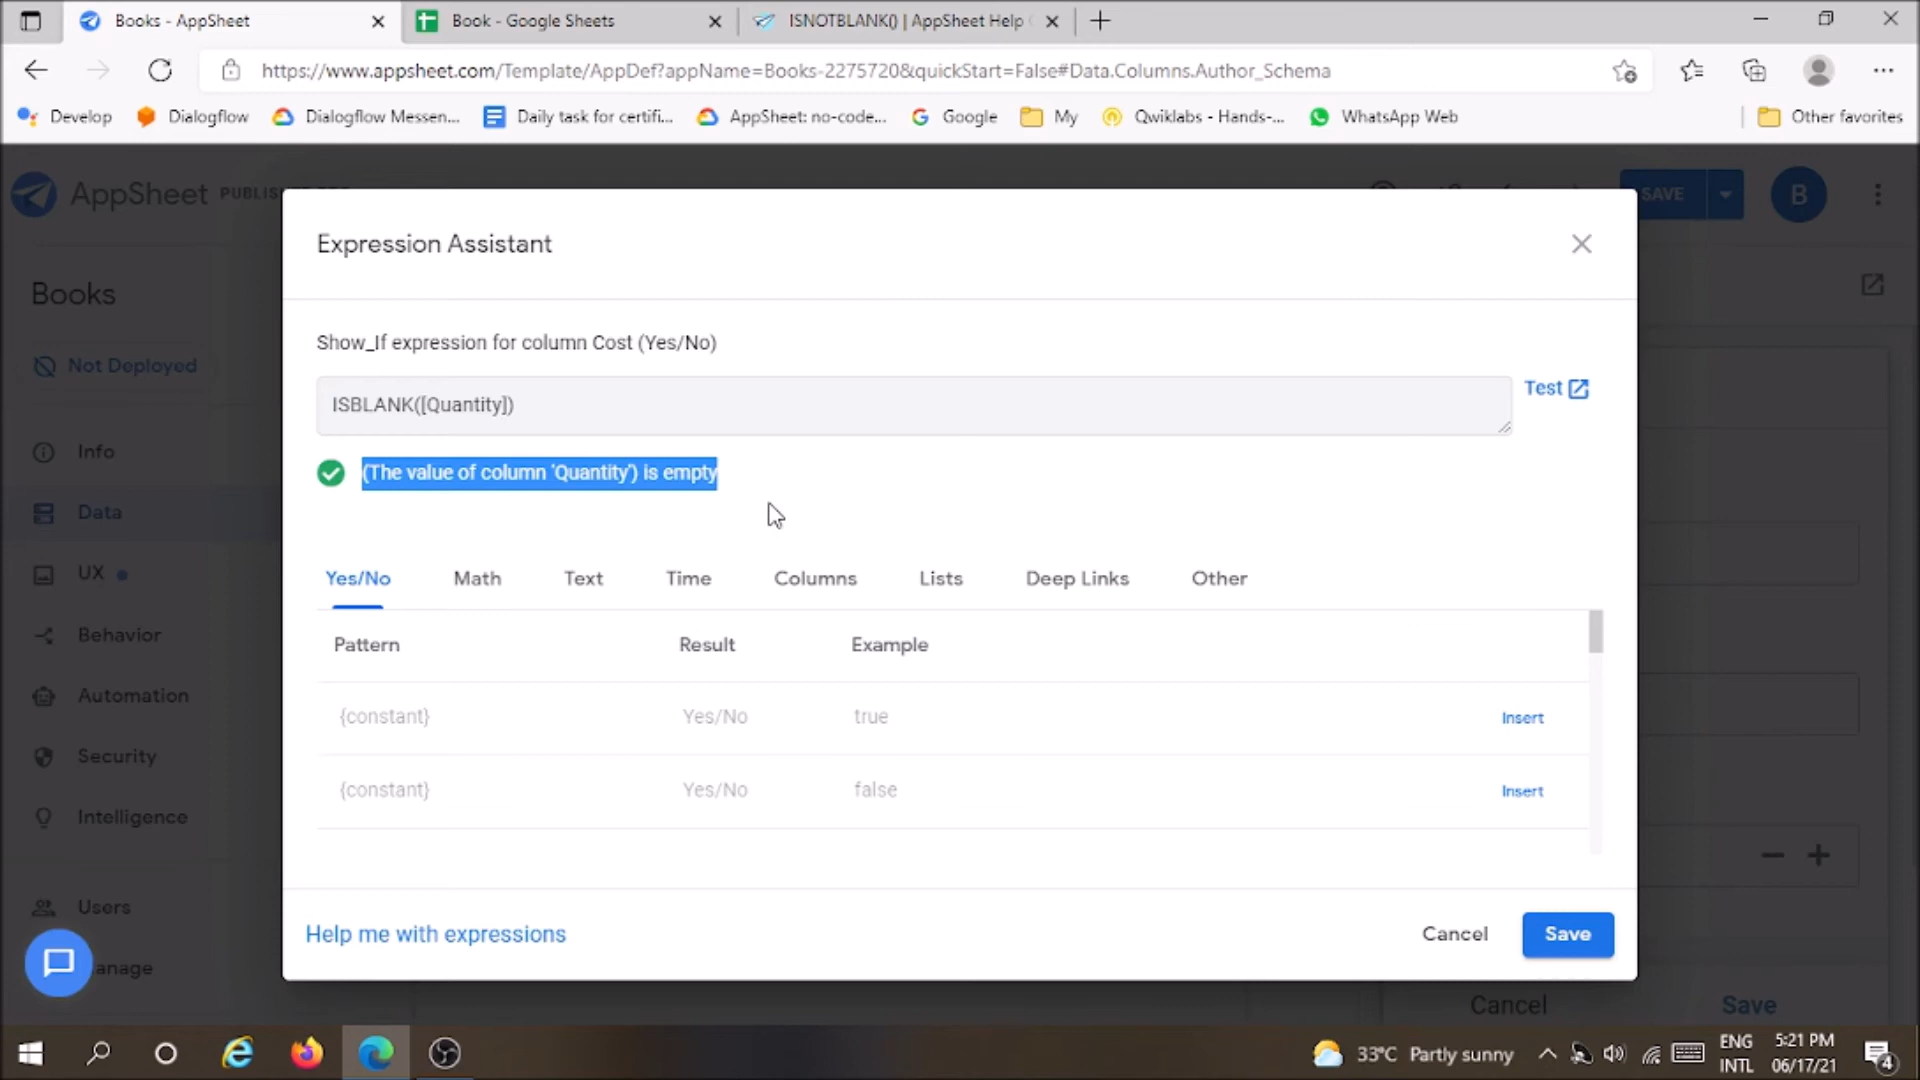 Books - AppSheet
Book - Google Sheets
ISNOTBLANK() | AppSheet Help
https://www.appsheet.com/Template/AppDef?appName=Books-2275720&quickStart=False#Data.Columns.Author_Schema
Develop
Dialogflow
Dialogflow Messen...
Daily task for certifi...
AppSheet: no-code...
Google
My
Qwiklabs - Hands-...
WhatsApp Web
Other favorites
AppSheet
SAVE
B
Books
Not Deployed
Info
Data
UX
Behavior
Automation
Security
Intelligence
Users
anage
Expression Assistant
Show_If expression for column Cost (Yes/No)
ISBLANK([Quantity])
Test
(The value of column 'Quantity') is empty
Yes/No Math Text Time Columns Lists Deep Links Other
Pattern Result Example
{constant} Yes/No true Insert
{constant} Yes/No false Insert
Help me with expressions
Cancel Save
Cancel Save
33°C Partly sunny
ENG
INTL
5:21 PM
06/17/21
4